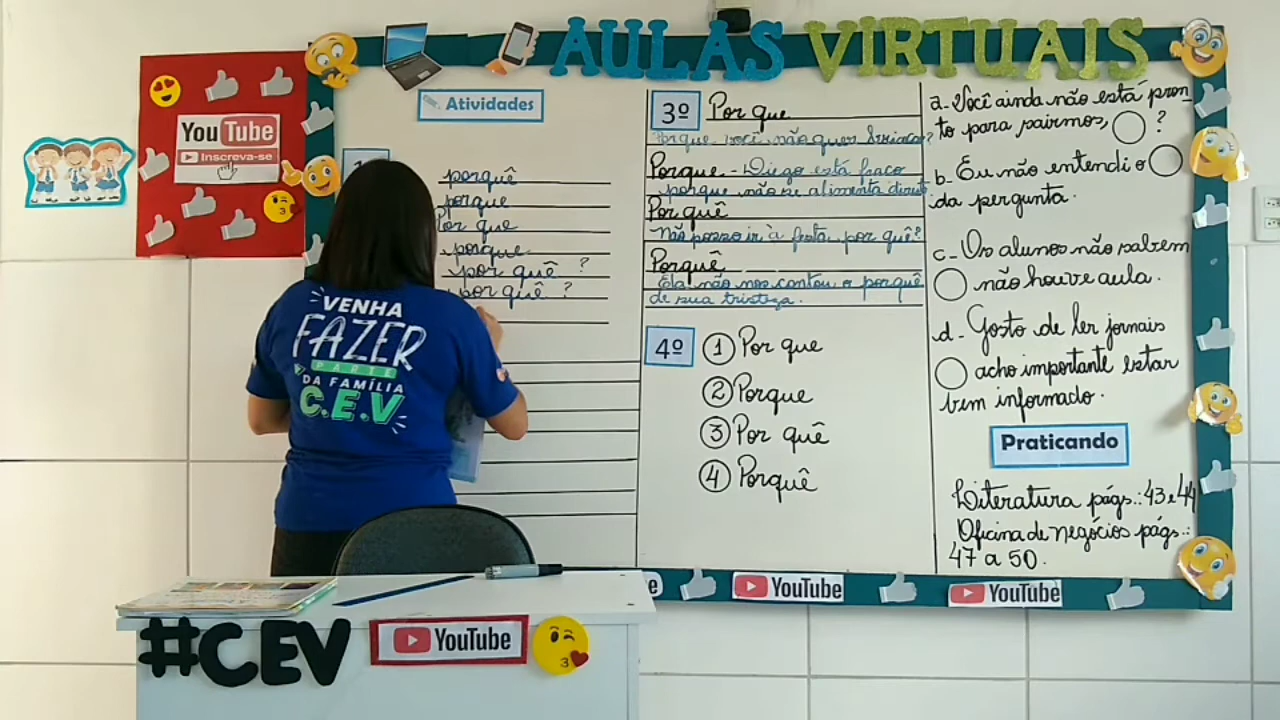 AULAS VIRTUAIS
YouTube
Inscreva-se
Atividades
porquê
porque
Por que
porque
por quê ?
por quê ?
VENHA
FAZER
PARTE
DA FAMÍLIA
C.E.V
3º Por que
Porque você não quer brincar?
Porque - Diego está fraco
porque não se alimenta direito
Por quê
Não posso ir à festa, por quê?
Porquê
Ela não nos contou o porquê
de sua tristeza.
4º 1 Por que
2 Porque
3 Por quê
4 Porquê
a- Você ainda não está pron_
to para sairmos, ?
b- Eu não entendi o
da pergunta.
c- Os alunos não sabem
não houve aula.
d- Gosto de ler jornais
acho importante estar
bem informado.
Praticando
Literatura págs.: 43 e 44
Oficina de negócios págs.:
47 a 50.
YouTube
YouTube
#CEV
YouTube